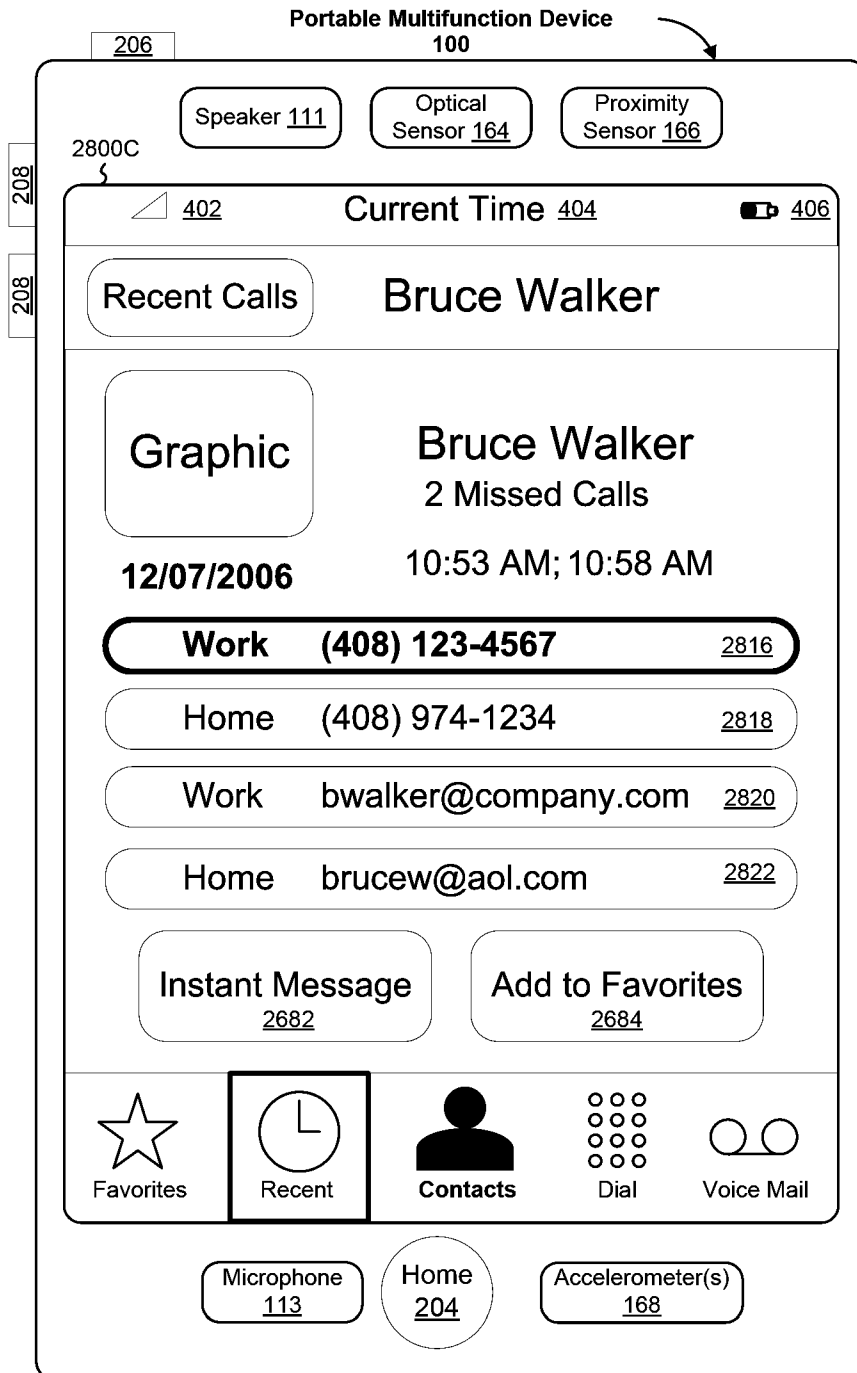 Portable Multifunction Device
100
206
Speaker 111
Optical
Sensor 164
Proximity
Sensor 166
2800C
208
208
402
Current Time 404
406
Recent Calls
Bruce Walker
Graphic
Bruce Walker
2 Missed Calls
12/07/2006
10:53 AM; 10:58 AM
Work (408) 123-4567 2816
Home (408) 974-1234 2818
Work bwalker@company.com 2820
Home brucew@aol.com 2822
Instant Message
2682
Add to Favorites
2684
Favorites
Recent
Contacts
Dial
Voice Mail
Microphone
113
Home
204
Accelerometer(s)
168